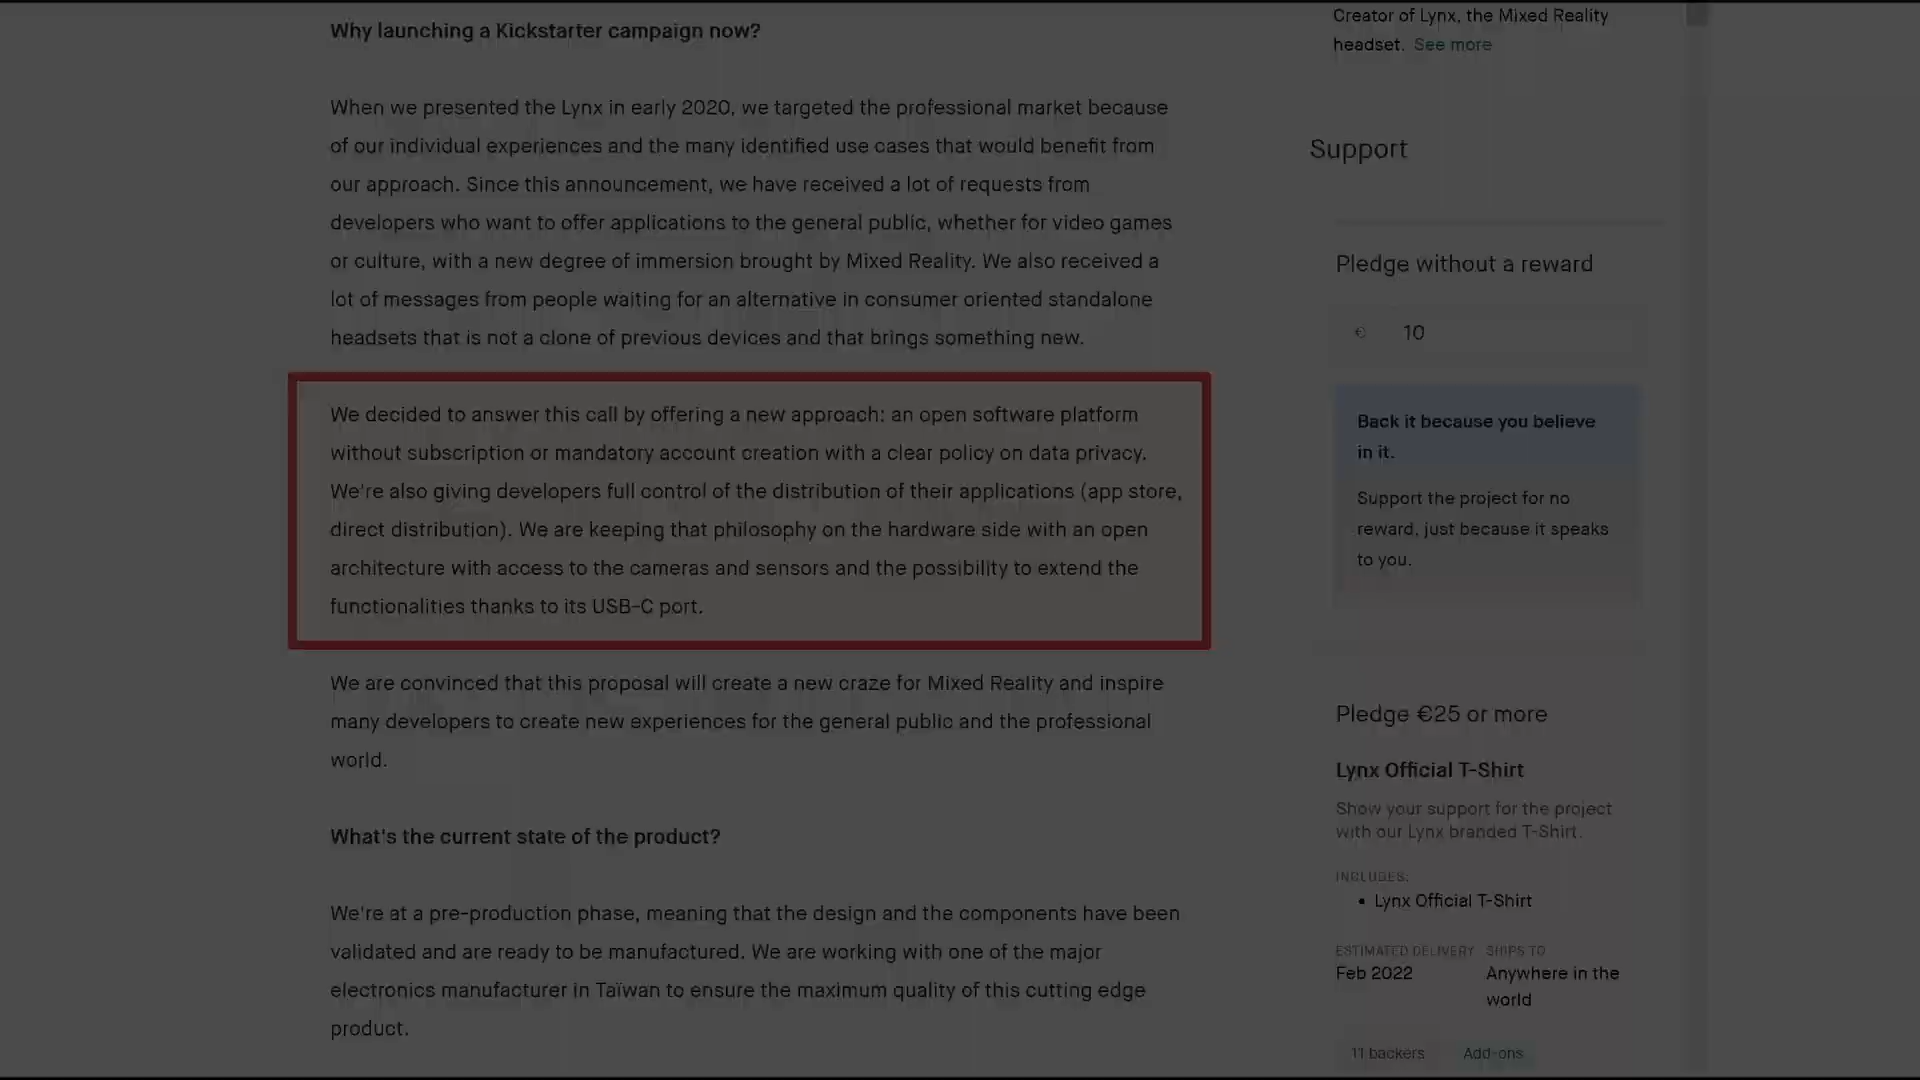 Why launching a Kickstarter campaign now?
When we presented the Lynx in early 2020, we targeted the professional market because
of our individual experiences and the many identified use cases that would benefit from
our approach. Since this announcement, we have received a lot of requests from
developers who want to offer applications to the general public, whether for video games
or culture, with a new degree of immersion brought by Mixed Reality. We also received a
lot of messages from people waiting for an alternative in consumer oriented standalone
headsets that is not a clone of previous devices and that brings something new.
We decided to answer this call by offering a new approach: an open software platform
without subscription or mandatory account creation with a clear policy on data privacy.
We're also giving developers full control of the distribution of their applications (app store,
direct distribution). We are keeping that philosophy on the hardware side with an open
architecture with access to the cameras and sensors and the possibility to extend the
functionalities thanks to its USB-C port.
We are convinced that this proposal will create a new craze for Mixed Reality and inspire
many developers to create new experiences for the general public and the professional
world.
What's the current state of the product?
We're at a pre-production phase, meaning that the design and the components have been
validated and are ready to be manufactured. We are working with one of the major
electronics manufacturer in Taïwan to ensure the maximum quality of this cutting edge
product.
Creator of Lynx, the Mixed Reality
headset. See more
Support
Pledge without a reward
€ 10
Back it because you believe
in it.
Support the project for no
reward, just because it speaks
to you.
Pledge €25 or more
Lynx Official T-Shirt
Show your support for the project
with our Lynx branded T-Shirt.
INCLUDES:
• Lynx Official T-Shirt
ESTIMATED DELIVERY SHIPS TO
Feb 2022 Anywhere in the
world
11 backers Add-ons